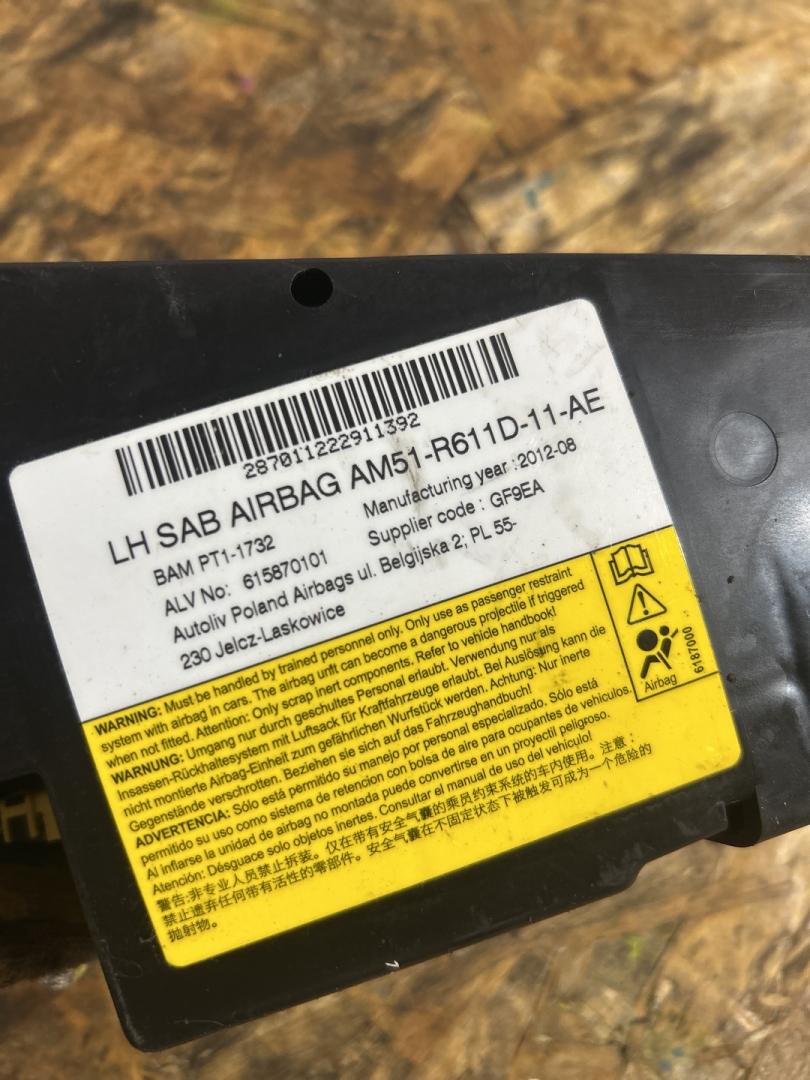 287011222911392
LH SAB AIRBAG AM51-R611D-11-AE
BAM PT1-1732
Manufacturing year :2012-08
ALV No: 615870101
Supplier code : GF9EA
Autoliv Poland Airbags ul. Belgijska 2; PL 55-
230 Jelcz-Laskowice
WARNING: Must be handled by trained personnel only. Only use as passenger restraint
system with airbag in cars. The airbag unit can become a dangerous projectile if triggered
when not fitted. Attention: Only scrap inert components. Refer to vehicle handbook!
WARNUNG: Umgang nur durch geschultes Personal erlaubt. Verwendung nur als
Insassen-Rückhaltesystem mit Luftsack für Kraftfahrzeuge erlaubt. Bei Auslösung kann die
nicht montierte Airbag-Einheit zum gefährlichen Wurfstück werden. Achtung: Nur inerte
Gegenstände verschrotten. Beziehen sie sich auf das Fahrzeughandbuch!
ADVERTENCIA: Sólo está permitido su manejo por personal especializado. Sólo está
permitido su uso como sistema de retencion con bolsa de aire para ocupantes de vehiculos.
Al inflarse la unidad de airbag no montada puede convertirse en un proyectil peligroso.
Atención: Désguace solo objetos inertes. Consultar el manual de uso del vehiculo!
警告:非专业人员禁止拆装。仅在带有安全气囊的乘员约束系统的车内使用。注意:
禁止遗弃任何带有活性的零部件。安全气囊在不固定状态下被触发可成为一个危险的
抛射物。
Airbag
6187000